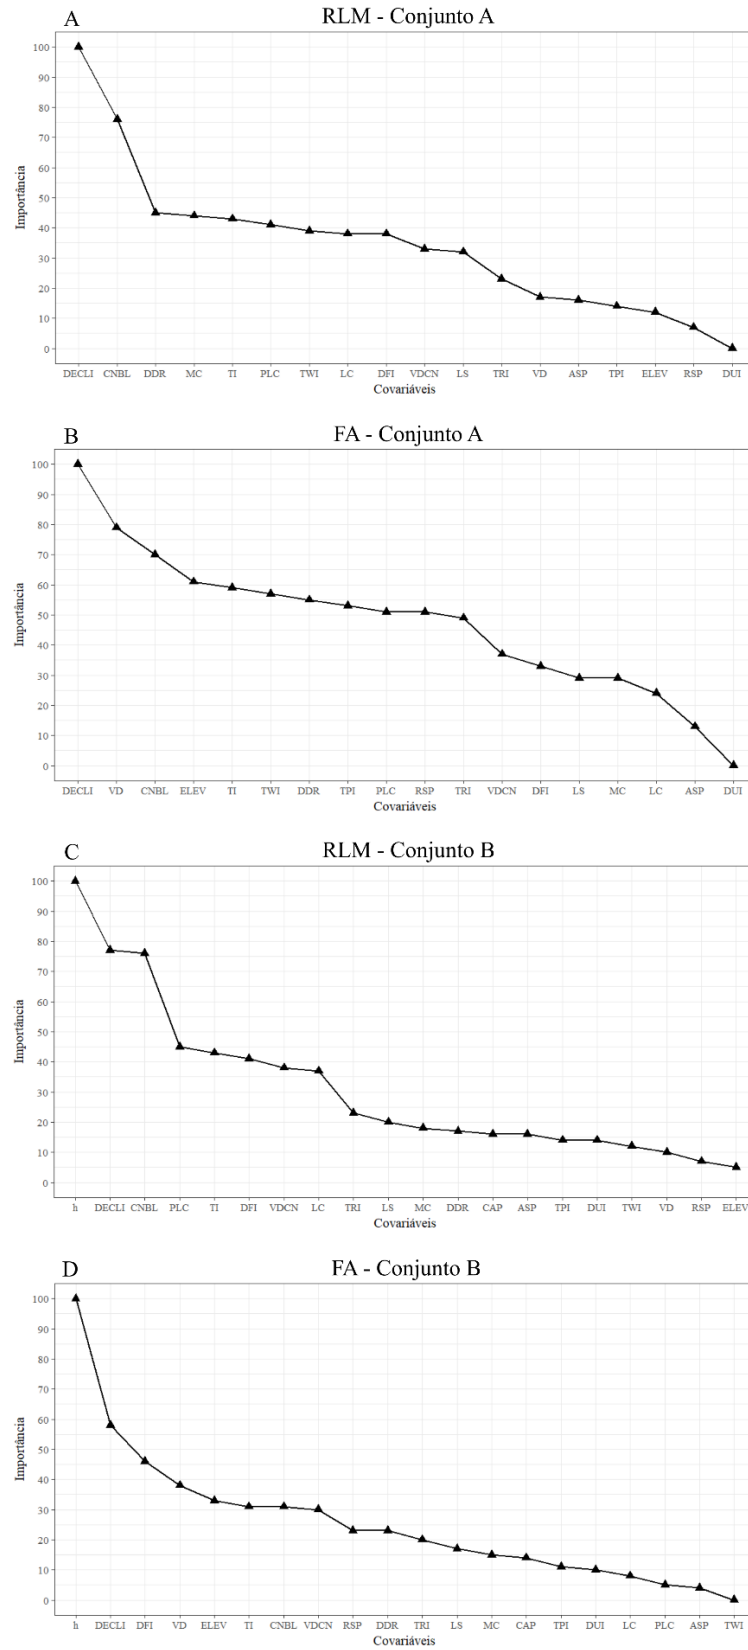 A
RLM - Conjunto A
Importância
100
90
80
70
60
50
40
30
20
10
0
DECLI CNBL DDR MC TI PLC TWI LC DFI VDCN LS TRI VD ASP TPI ELEV RSP DUI
Covariáveis
B
FA - Conjunto A
Importância
100
90
80
70
60
50
40
30
20
10
0
DECLI VD CNBL ELEV TI TWI DDR TPI PLC RSP TRI VDCN DFI LS MC LC ASP DUI
Covariáveis
C
RLM - Conjunto B
Importância
100
90
80
70
60
50
40
30
20
10
0
h DECLI CNBL PLC TI DFI VDCN LC TRI LS MC DDR CAP ASP TPI DUI TWI VD RSP ELEV
Covariáveis
D
FA - Conjunto B
Importância
100
90
80
70
60
50
40
30
20
10
0
h DECLI DFI VD ELEV TI CNBL VDCN RSP DDR TRI LS MC CAP TPI DUI LC PLC ASP TWI
Covariáveis